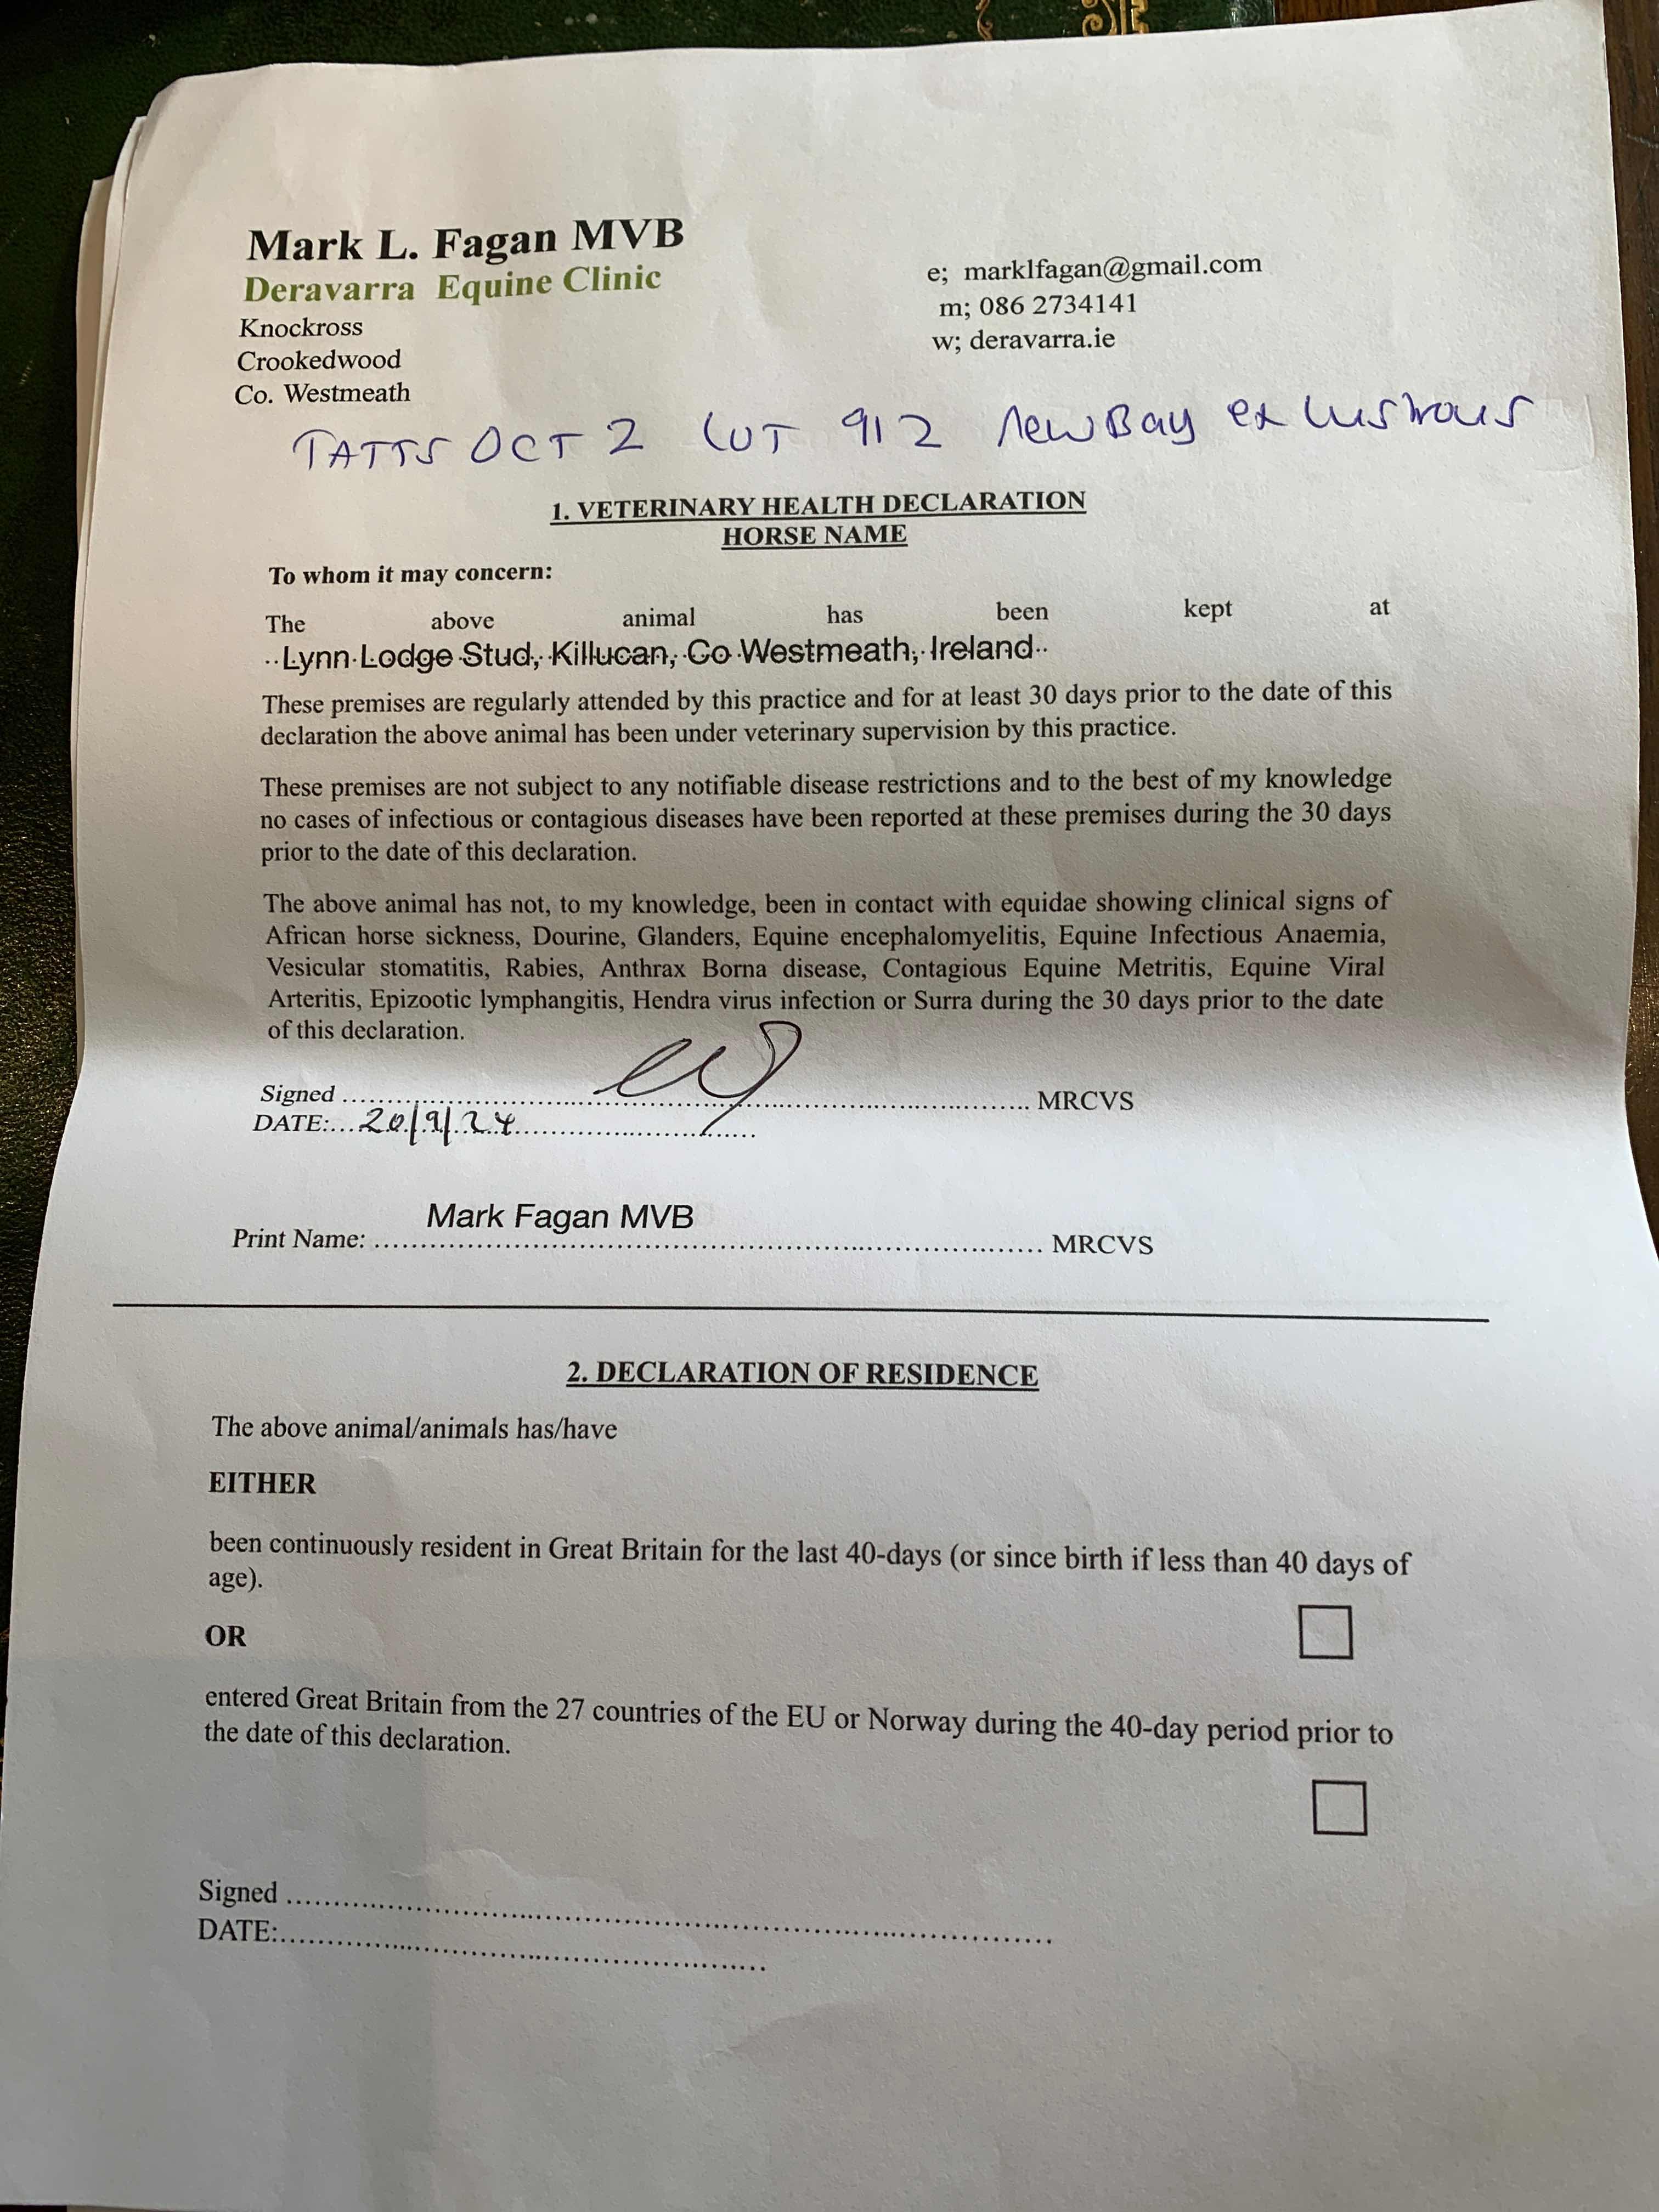 Mark L. Fagan MVB
Deravarra Equine Clinic
Knockross
Crookedwood
Co. Westmeath
e; marklfagan@gmail.com
m; 086 2734141
w; deravarra.ie
TATTS OCT 2 LOT 912 New Bay ex Lustrous
1. VETERINARY HEALTH DECLARATION
HORSE NAME
To whom it may concern:
The above animal has been kept at
..Lynn Lodge Stud, Killucan, Co Westmeath, Ireland..
These premises are regularly attended by this practice and for at least 30 days prior to the date of this
declaration the above animal has been under veterinary supervision by this practice.
These premises are not subject to any notifiable disease restrictions and to the best of my knowledge
no cases of infectious or contagious diseases have been reported at these premises during the 30 days
prior to the date of this declaration.
The above animal has not, to my knowledge, been in contact with equidae showing clinical signs of
African horse sickness, Dourine, Glanders, Equine encephalomyelitis, Equine Infectious Anaemia,
Vesicular stomatitis, Rabies, Anthrax Borna disease, Contagious Equine Metritis, Equine Viral
Arteritis, Epizootic lymphangitis, Hendra virus infection or Surra during the 30 days prior to the date
of this declaration.
Signed ........ MRCVS
DATE:...20/9/24........
Print Name: Mark Fagan MVB ........ MRCVS
2. DECLARATION OF RESIDENCE
The above animal/animals has/have
EITHER
been continuously resident in Great Britain for the last 40-days (or since birth if less than 40 days of
age).
OR
entered Great Britain from the 27 countries of the EU or Norway during the 40-day period prior to
the date of this declaration.
Signed ........
DATE:........